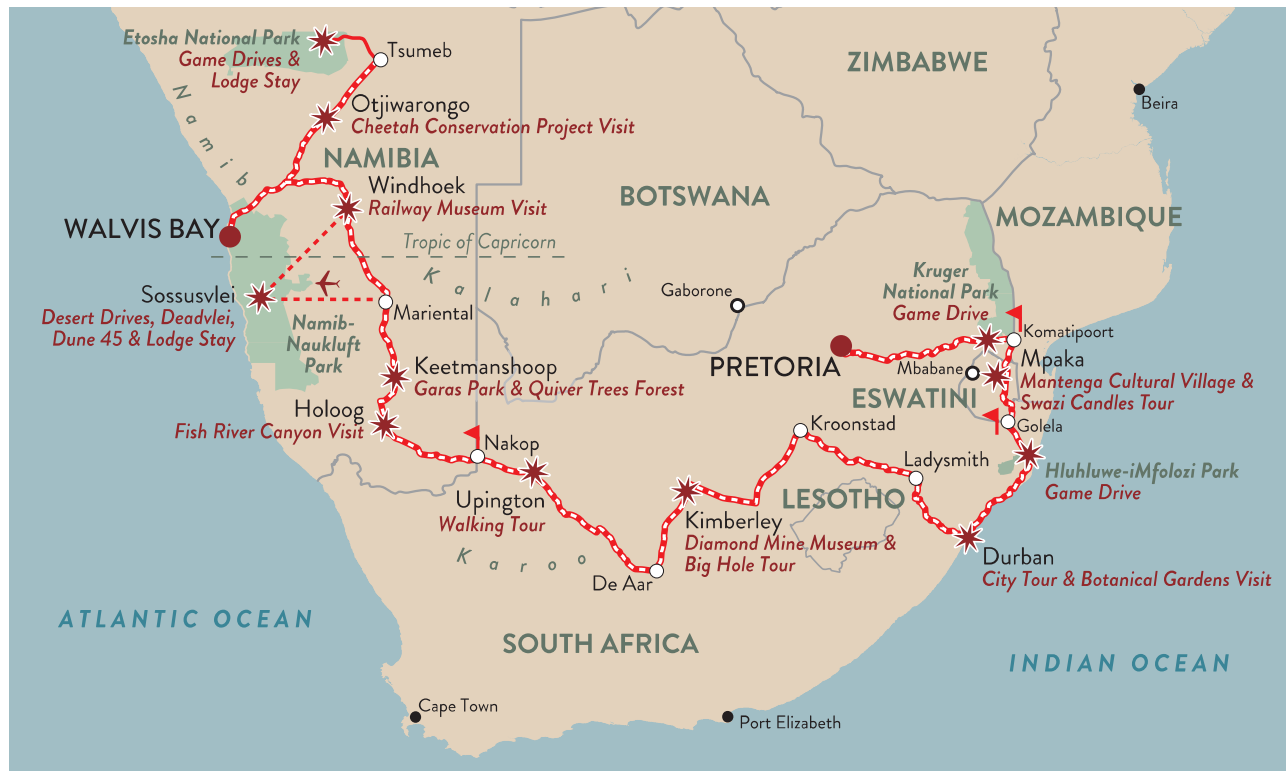 Etosha National Park
Game Drives &
Lodge Stay
Tsumeb
ZIMBABWE
Beira
Otjiwarongo
Cheetah Conservation Project Visit
Namib
NAMIBIA
Windhoek
Railway Museum Visit
BOTSWANA
MOZAMBIQUE
WALVIS BAY
Tropic of Capricorn
Kalahari
Kruger
National Park
Game Drive
Gaborone
Sossusvlei
Desert Drives, Deadvlei,
Dune 45 & Lodge Stay
Namib-
Naukluft
Park
Mariental
Komatipoort
PRETORIA
Mbabane
Mpaka
Mantenga Cultural Village &
Swazi Candles Tour
Keetmanshoop
Garas Park & Quiver Trees Forest
ESWATINI
Holoog
Fish River Canyon Visit
Kroonstad
Golela
Nakop
Ladysmith
Hluhluwe-iMfolozi Park
Game Drive
Upington
Walking Tour
LESOTHO
Kimberley
Diamond Mine Museum &
Big Hole Tour
Karoo
De Aar
Durban
City Tour & Botanical Gardens Visit
ATLANTIC OCEAN
SOUTH AFRICA
INDIAN OCEAN
Cape Town
Port Elizabeth